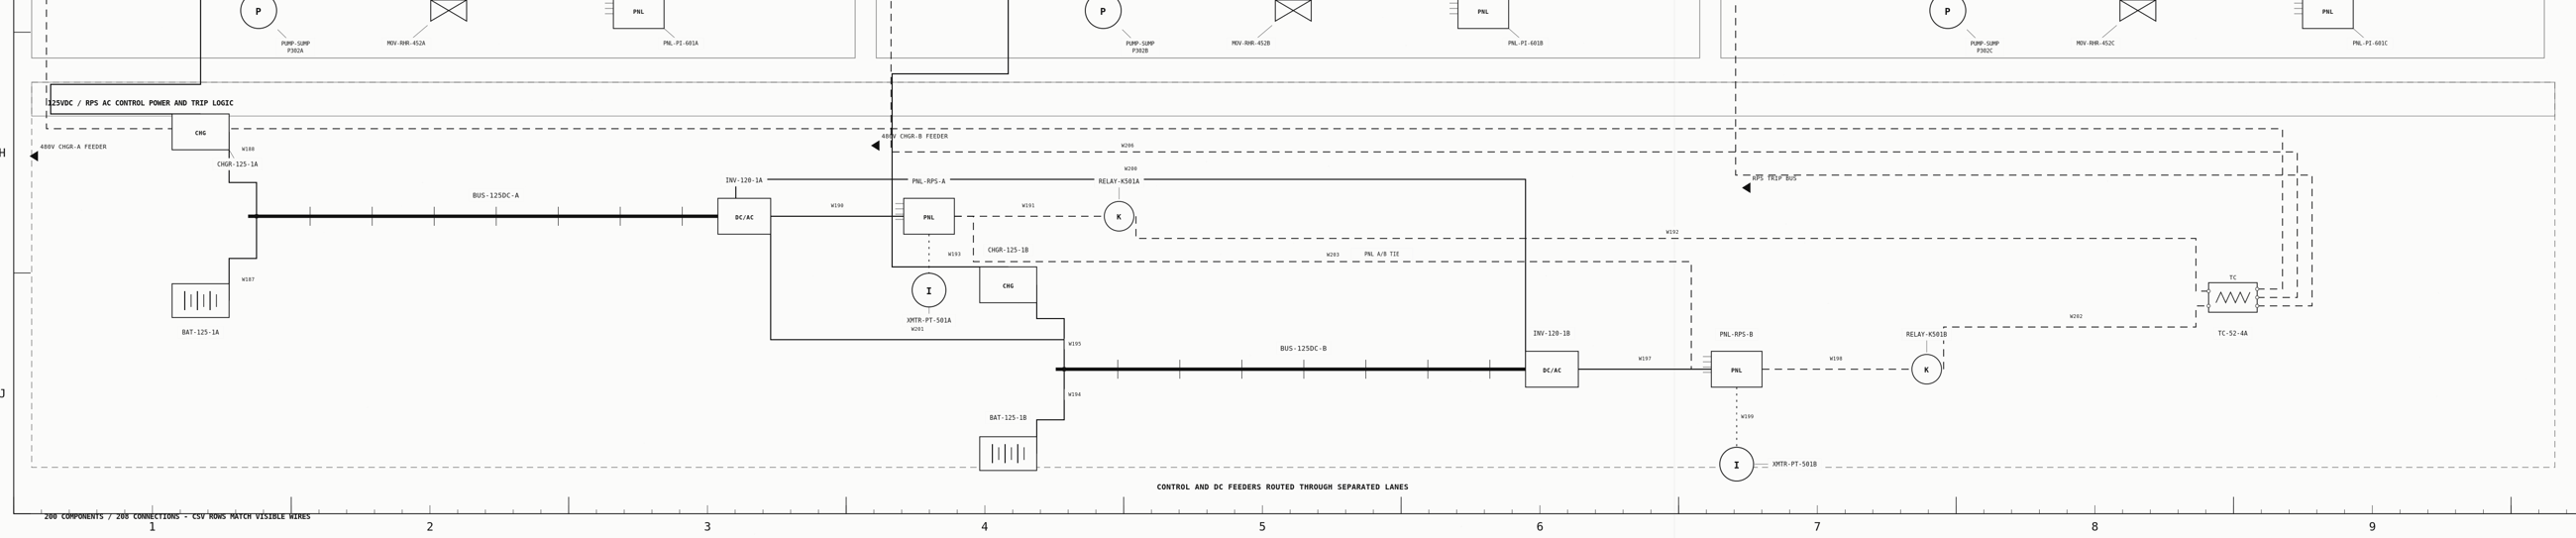 P
PUMP-SUMP
P302A
MOV-RHR-452A
PNL
PNL-PI-601A
P
PUMP-SUMP
P302B
MOV-RHR-452B
PNL
PNL-PI-601B
P
PUMP-SUMP
P302C
MOV-RHR-452C
PNL
PNL-PI-601C
125VDC / RPS AC CONTROL POWER AND TRIP LOGIC
H
480V CHGR-A FEEDER
CHG
W188
CHGR-125-1A
480V CHGR-B FEEDER
W206
W200
RPS TRIP BUS
BUS-125DC-A
INV-120-1A
DC/AC
W190
PNL-RPS-A
PNL
W191
RELAY-K501A
K
W192
W193
CHGR-125-1B
CHG
W203
PNL A/B TIE
W187
BAT-125-1A
I
XMTR-PT-501A
W201
W195
TC
TC-52-4A
W202
BUS-125DC-B
INV-120-1B
DC/AC
W197
PNL-RPS-B
PNL
W198
RELAY-K501B
K
J
W194
BAT-125-1B
W199
I
XMTR-PT-501B
CONTROL AND DC FEEDERS ROUTED THROUGH SEPARATED LANES
200 COMPONENTS / 208 CONNECTIONS - CSV ROWS MATCH VISIBLE WIRES
1 2 3 4 5 6 7 8 9